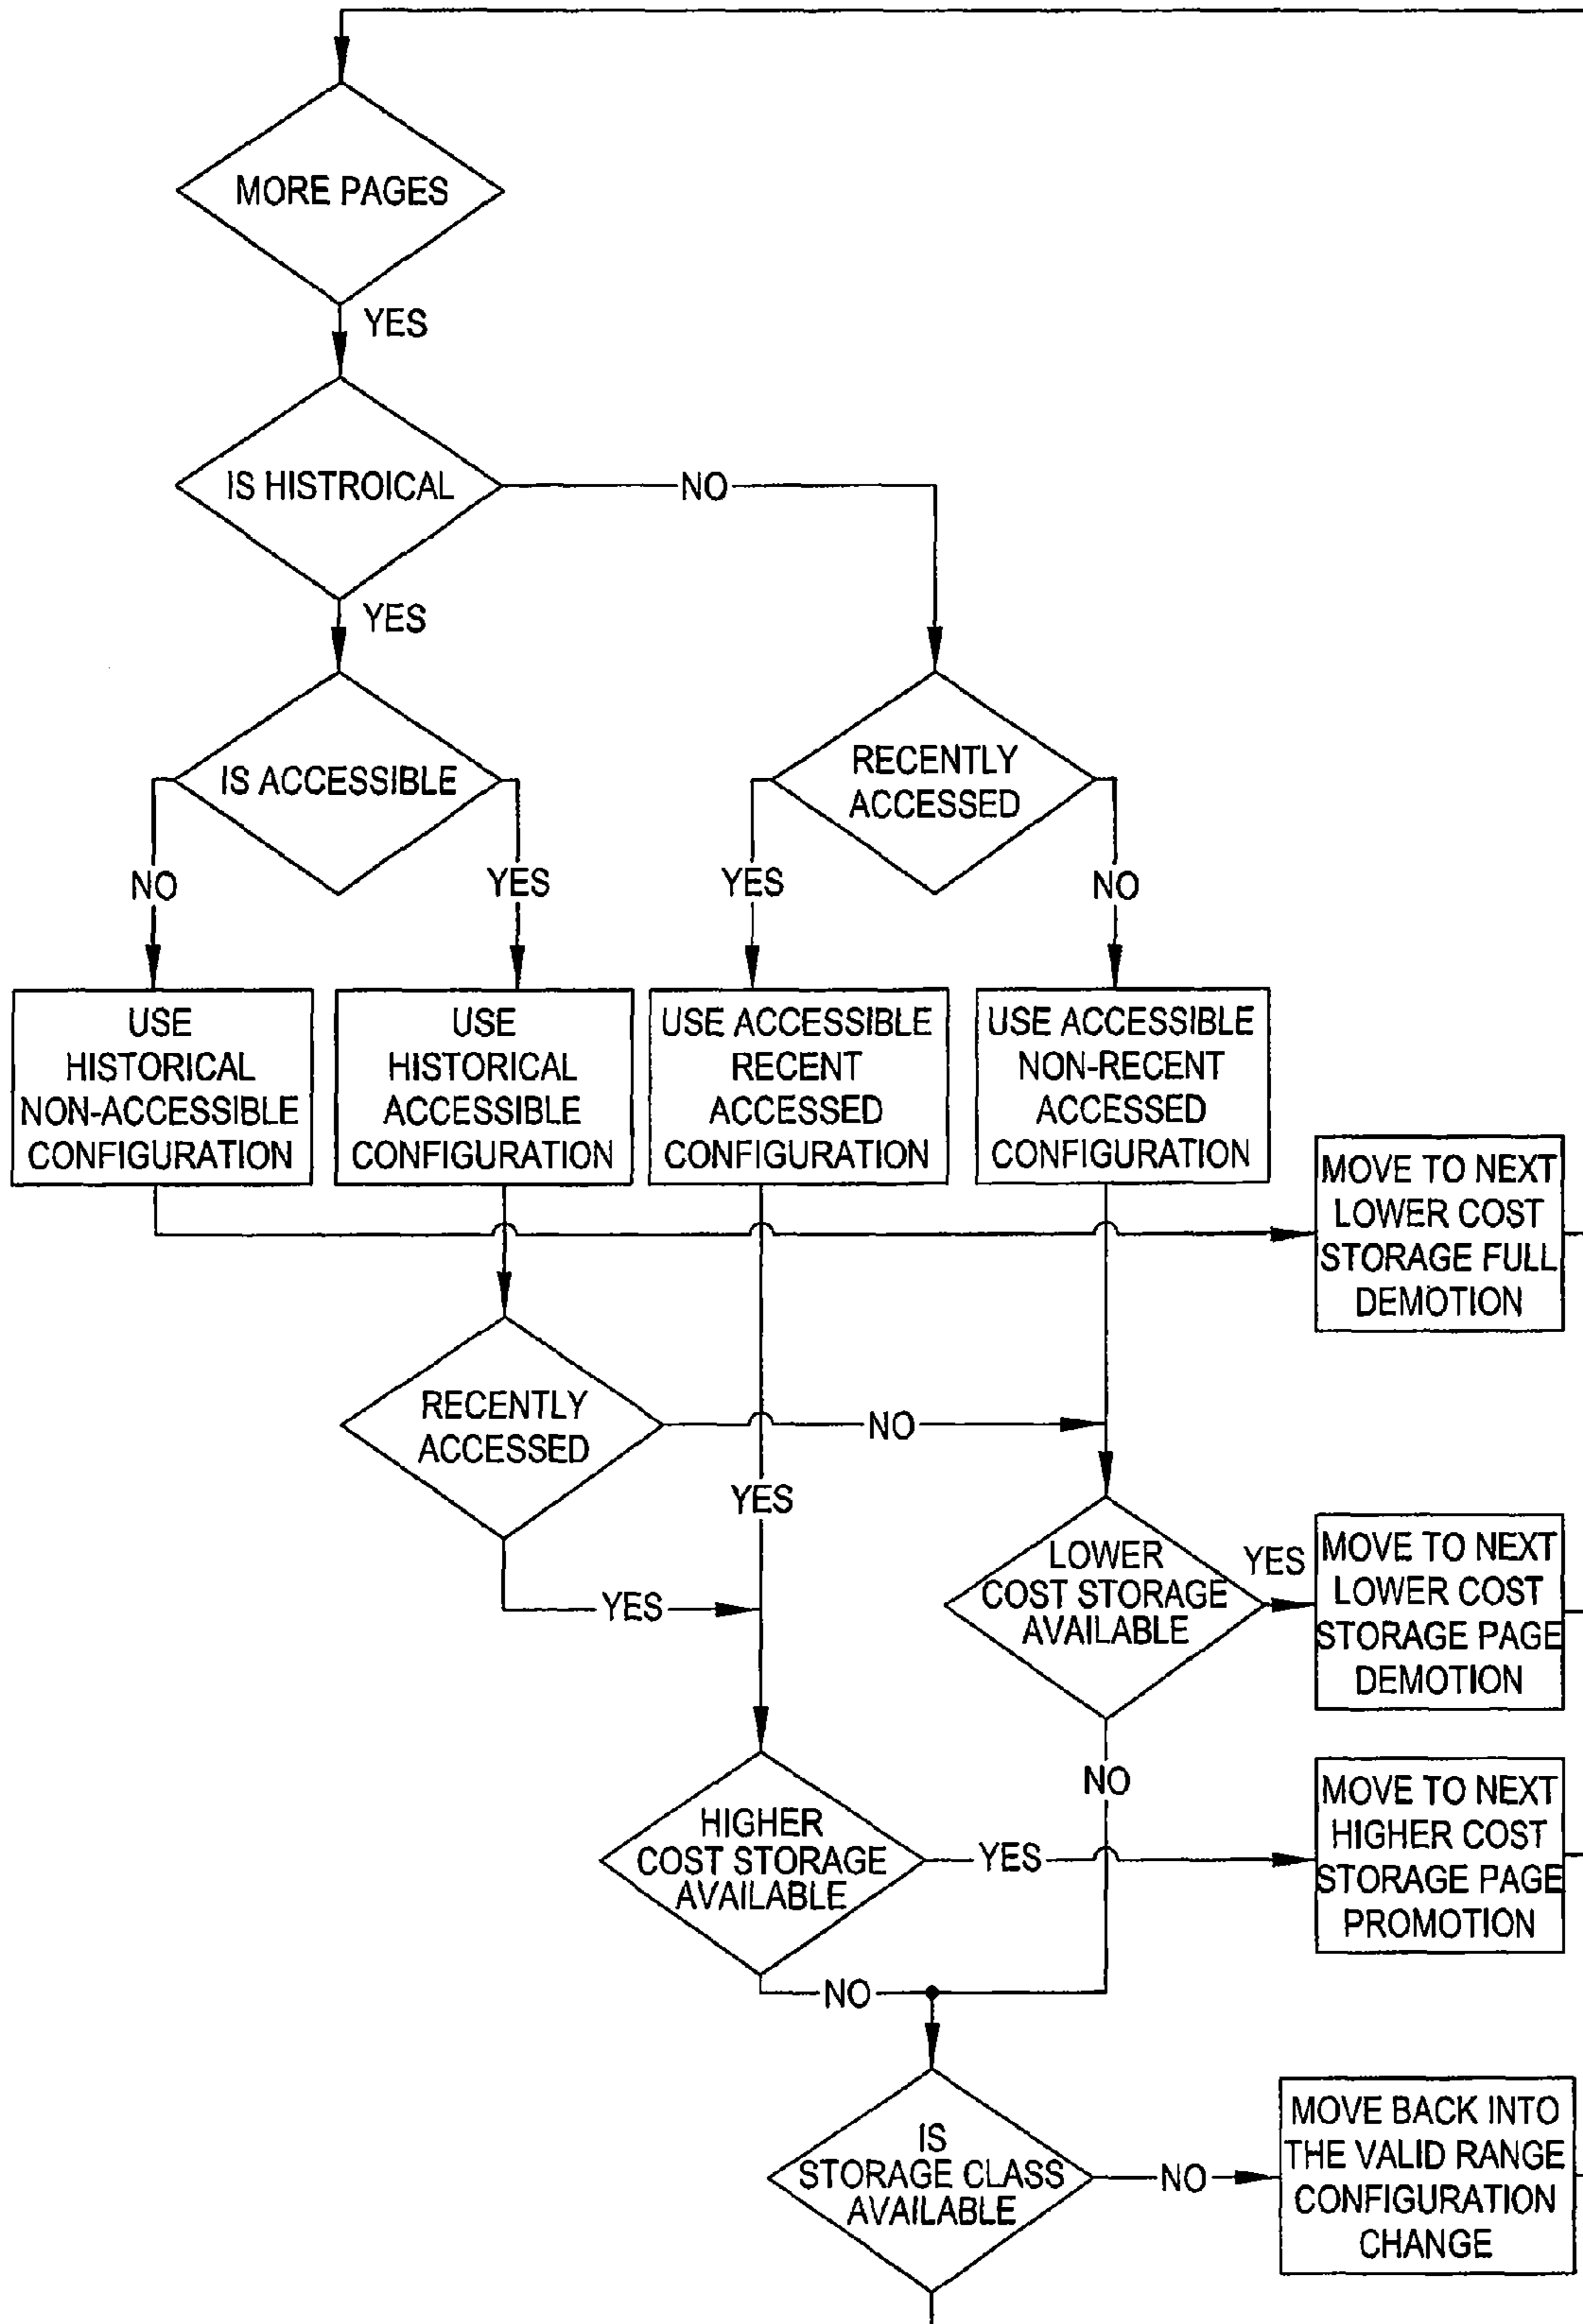 MORE PAGES
YES
IS HISTROICAL
NO
YES
IS ACCESSIBLE
RECENTLY
ACCESSED
NO
YES
YES
NO
USE
HISTORICAL
NON-ACCESSIBLE
CONFIGURATION
USE
HISTORICAL
ACCESSIBLE
CONFIGURATION
USE ACCESSIBLE
RECENT
ACCESSED
CONFIGURATION
USE ACCESSIBLE
NON-RECENT
ACCESSED
CONFIGURATION
MOVE TO NEXT
LOWER COST
STORAGE FULL
DEMOTION
RECENTLY
ACCESSED
NO
YES
YES
LOWER
COST STORAGE
AVAILABLE
YES
MOVE TO NEXT
LOWER COST
STORAGE PAGE
DEMOTION
NO
HIGHER
COST STORAGE
AVAILABLE
YES
MOVE TO NEXT
HIGHER COST
STORAGE PAGE
PROMOTION
NO
IS
STORAGE CLASS
AVAILABLE
NO
MOVE BACK INTO
THE VALID RANGE
CONFIGURATION
CHANGE